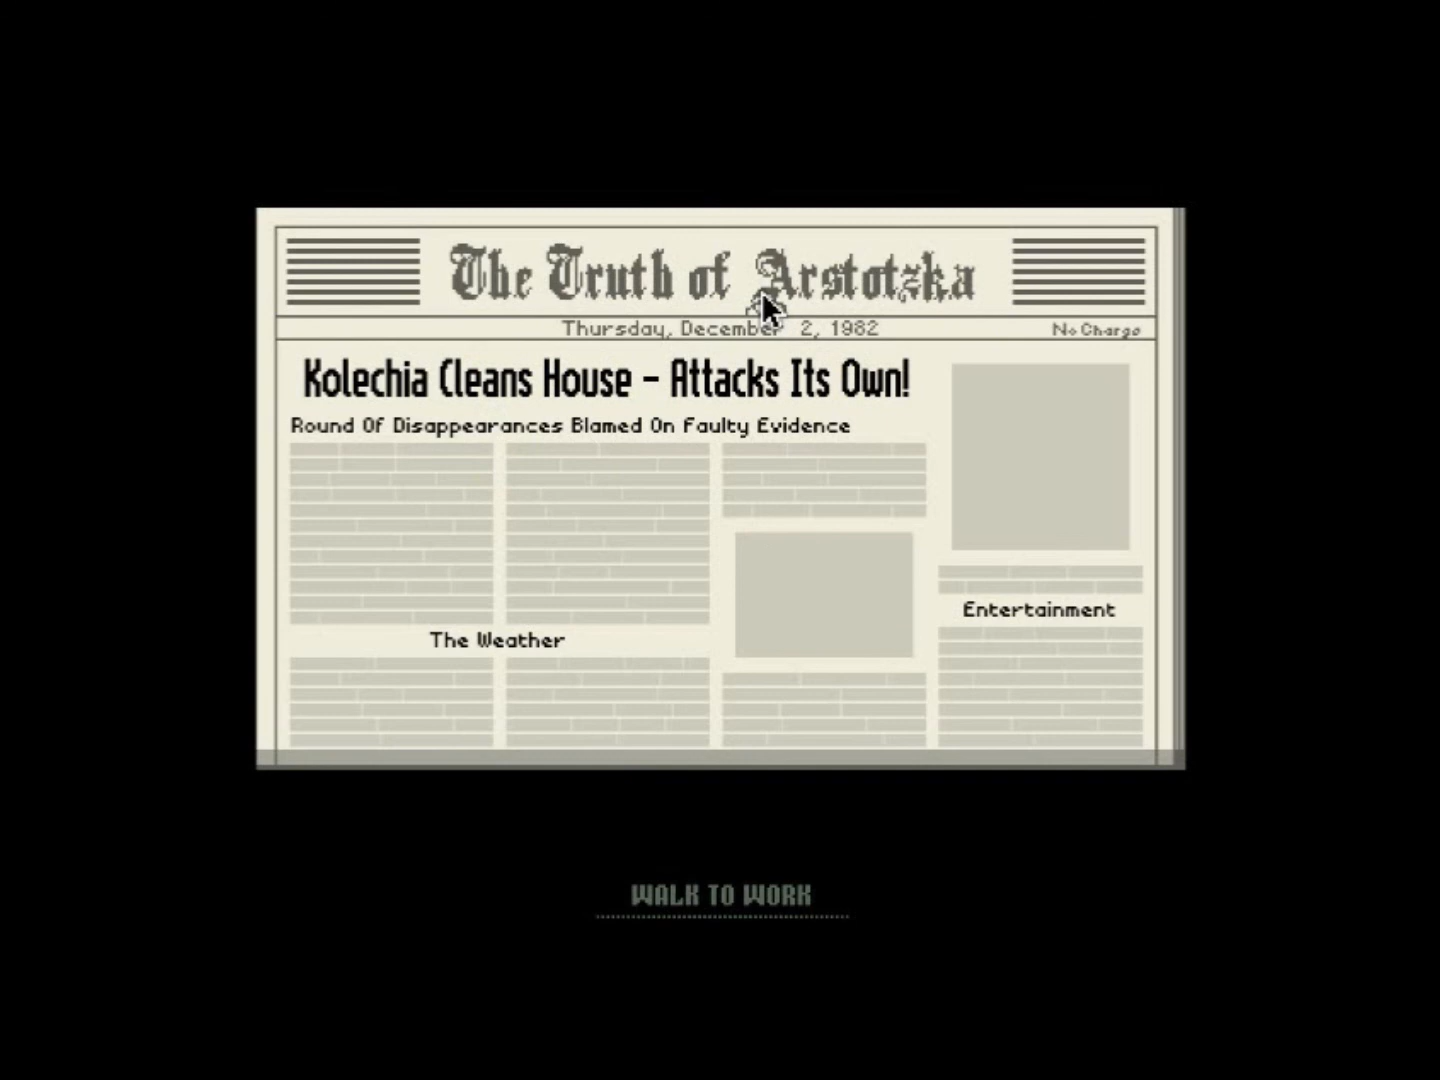 The Truth of Arstotzka
Thursday, December 2, 1982
No Charge
Kolechia Cleans House - Attacks Its Own!
Round Of Disappearances Blamed On Faulty Evidence
The Weather
Entertainment
WALK TO WORK